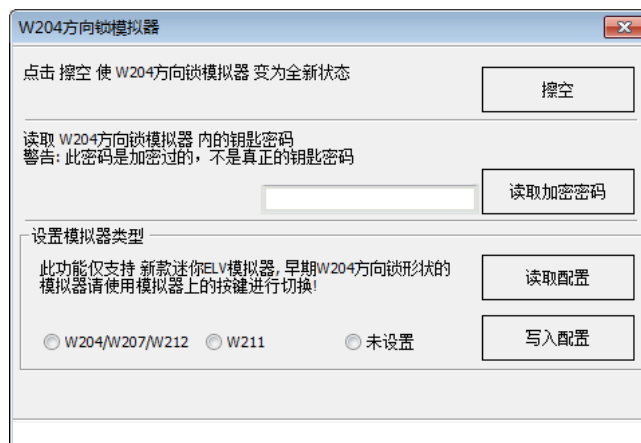 W204方向锁模拟器
点击 擦空 使 W204方向锁模拟器 变为全新状态
擦空
读取 W204方向锁模拟器 内的钥匙密码
警告: 此密码是加密过的，不是真正的钥匙密码
读取加密密码
设置模拟器类型
此功能仅支持 新款迷你ELV模拟器, 早期W204方向锁形状的
模拟器请使用模拟器上的按键进行切换!
读取配置
W204/W207/W212 W211 未设置
写入配置